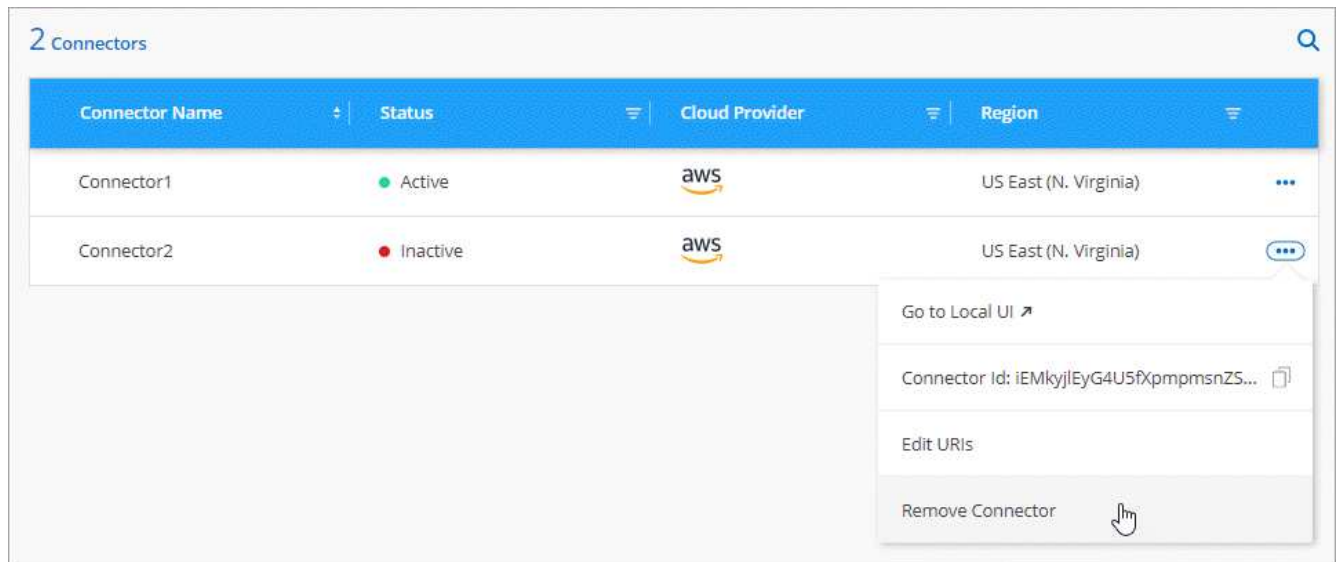 2 Connectors
Connector Name Status Cloud Provider Region
Connector1 Active aws US East (N. Virginia)
Connector2 Inactive aws US East (N. Virginia)
Go to Local UI
Connector Id: iEMkyjlEyG4U5fXpmpmsnZS...
Edit URIs
Remove Connector